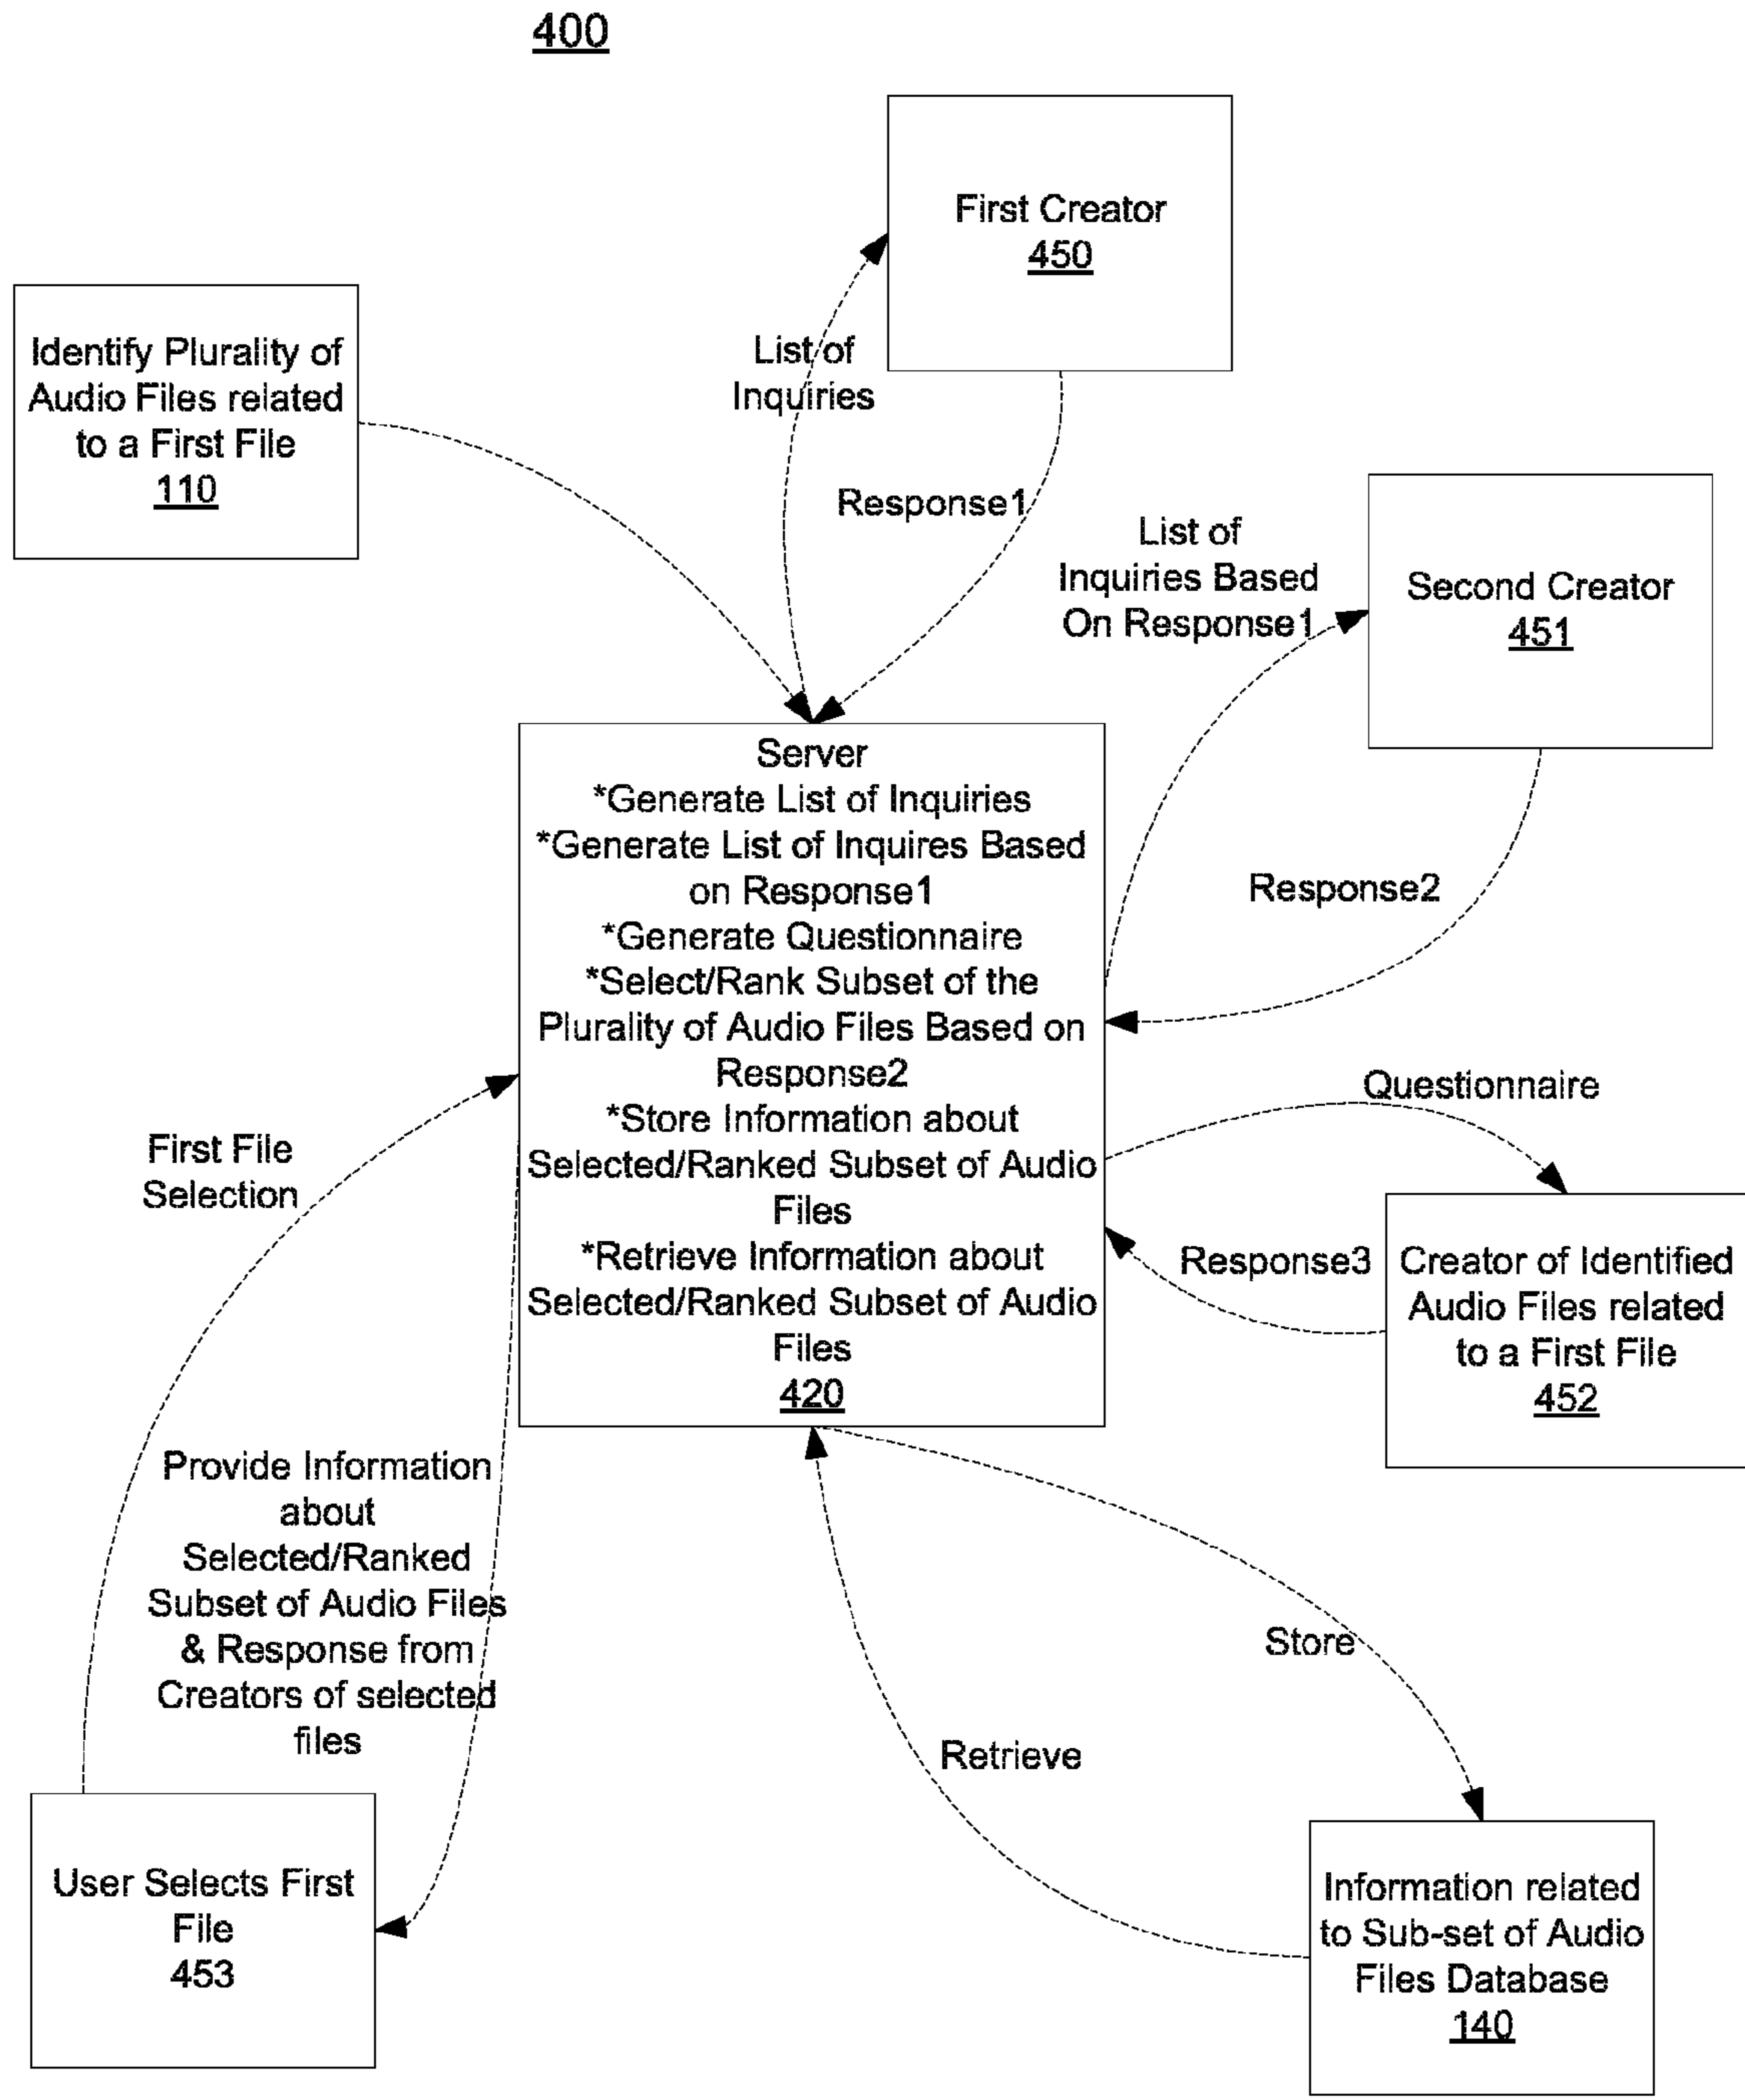 400
First Creator
450
Identify Plurality of
Audio Files related
to a First File
110
List of
Inquiries
Response1
List of
Inquiries Based
On Response1
Second Creator
451
Response2
Server
*Generate List of Inquiries
*Generate List of Inquires Based
on Response1
*Generate Questionnaire
*Select/Rank Subset of the
Plurality of Audio Files Based on
Response2
*Store Information about
Selected/Ranked Subset of Audio
Files
*Retrieve Information about
Selected/Ranked Subset of Audio
Files
420
Questionnaire
Response3
Creator of Identified
Audio Files related
to a First File
452
First File
Selection
Provide Information
about
Selected/Ranked
Subset of Audio Files
& Response from
Creators of selected
files
Store
Retrieve
User Selects First
File
453
Information related
to Sub-set of Audio
Files Database
140